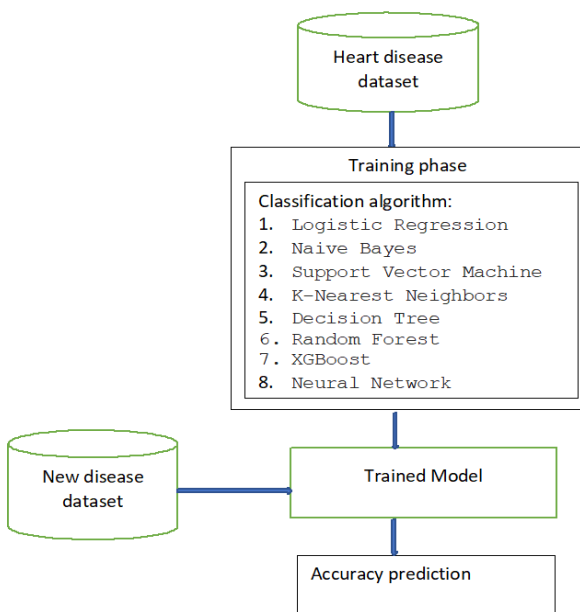 Heart disease
dataset
Training phase
Classification algorithm:
1. Logistic Regression
2. Naive Bayes
3. Support Vector Machine
4. K-Nearest Neighbors
5. Decision Tree
6. Random Forest
7. XGBoost
8. Neural Network
New disease
dataset
Trained Model
Accuracy prediction